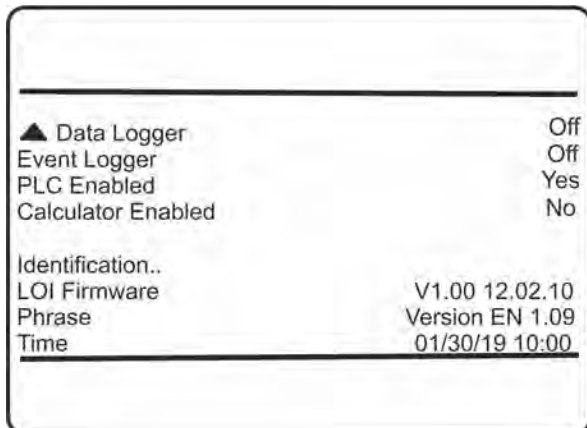 ▲ Data Logger Off
Event Logger Off
PLC Enabled Yes
Calculator Enabled No
Identification..
LOI Firmware V1.00 12.02.10
Phrase Version EN 1.09
Time 01/30/19 10:00